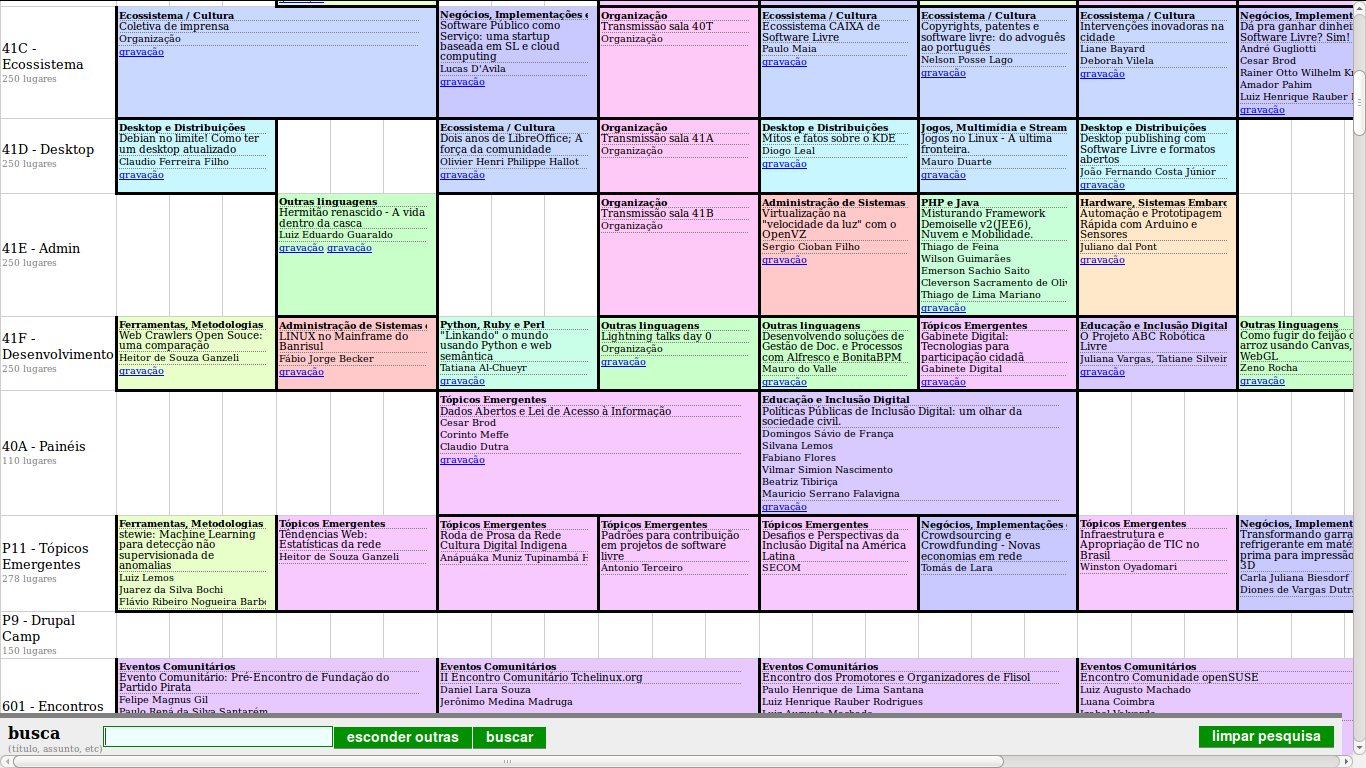 41C -
Ecossistema
250 lugares
Ecossistema / Cultura
Coletiva de imprensa
Organização
gravação
Negócios, Implementações e
Software Público como
Serviço: uma startup
baseada em SL e cloud
computing
Lucas D'Avila
gravação
Organização
Transmissão sala 40T
Organização
Ecossistema / Cultura
Ecossistema CAIXA de
Software Livre
Paulo Maia
gravação
Ecossistema / Cultura
Copyrights, patentes e
software livre: do advoguês
ao português
Nelson Posse Lago
gravação
Ecossistema / Cultura
Intervenções inovadoras na
cidade
Liane Bayard
Deborah Vilela
gravação
Negócios, Implement
Dá pra ganhar dinhei
Software Livre? Sim!
André Gugliotti
Cesar Brod
Rainer Otto Wilhelm Kr
Amador Pahim
Luiz Henrique Rauber
gravação
41D - Desktop
250 lugares
Desktop e Distribuições
Debian no limite! Como ter
um desktop atualizado
Claudio Ferreira Filho
gravação
Ecossistema / Cultura
Dois anos de LibreOffice; A
força da comunidade
Olivier Henri Philippe Hallot
gravação
Organização
Transmissão sala 41A
Organização
Desktop e Distribuições
Mitos e fatos sobre o KDE
Diogo Leal
gravação
Jogos, Multimídia e Stream
Jogos no Linux - A última
fronteira.
Mauro Duarte
gravação
Desktop e Distribuições
Desktop publishing com
Software Livre e formatos
abertos
João Fernando Costa Júnior
gravação
41E - Admin
250 lugares
Outras linguagens
Hermitão renascido - A vida
dentro da casca
Luiz Eduardo Guaraldo
gravação gravação
Organização
Transmissão sala 41B
Organização
Administração de Sistemas
Virtualização na
"velocidade da luz" com o
OpenVZ
Sergio Cioban Filho
gravação
PHP e Java
Misturando Framework
Demoiselle v2(JEE6),
Nuvem e Mobilidade.
Thiago de Feina
Wilson Guimarães
Emerson Sachio Saito
Cleverson Sacramento de Oliv
Thiago de Lima Mariano
gravação
Hardware, Sistemas Embarc
Automação e Prototipagem
Rápida com Arduino e
Sensores
Juliano dal Pont
gravação
41F -
Desenvolvimento
250 lugares
Ferramentas, Metodologias
Web Crawlers Open Souce:
uma comparação
Heitor de Souza Ganzeli
gravação
Administração de Sistemas e
LINUX no Mainframe do
Banrisul
Fábio Jorge Becker
gravação
Python, Ruby e Perl
"Linkando" o mundo
usando Python e web
semântica
Tatiana Al-Chueyr
gravação
Outras linguagens
Lightning talks day 0
Organização
gravação
Outras linguagens
Desenvolvendo soluções de
Gestão de Doc. e Processos
com Alfresco e BonitaBPM
Mauro do Valle
gravação
Tópicos Emergentes
Gabinete Digital:
Tecnologias para
participação cidadã
Gabinete Digital
gravação
Educação e Inclusão Digital
O Projeto ABC Robótica
Livre
Juliana Vargas, Tatiane Silveir
gravação
Outras linguagens
Como fugir do feijão c
arroz usando Canvas,
WebGL
Zeno Rocha
gravação
40A - Painéis
110 lugares
Tópicos Emergentes
Dados Abertos e Lei de Acesso à Informação
Cesar Brod
Corinto Meffe
Claudio Dutra
gravação
Educação e Inclusão Digital
Políticas Públicas de Inclusão Digital: um olhar da
sociedade civil.
Domingos Sávio de França
Silvana Lemos
Fabiano Flores
Vilmar Simion Nascimento
Beatriz Tibiriça
Mauricio Serrano Falavigna
gravação
P11 - Tópicos
Emergentes
278 lugares
Ferramentas, Metodologias
stewie: Machine Learning
para detecção não
supervisionada de
anomalias
Luiz Lemos
Juarez da Silva Bochi
Flávio Ribeiro Nogueira Barbo
Tópicos Emergentes
Tendencias Web:
Estatísticas da rede
Heitor de Souza Ganzeli
Tópicos Emergentes
Roda de Prosa da Rede
Cultura Digital Indígena
Anápuáka Muniz Tupinambá H
Tópicos Emergentes
Padrões para contribuição
em projetos de software
livre
Antonio Terceiro
Tópicos Emergentes
Desafios e Perspectivas da
Inclusão Digital na América
Latina
SECOM
Negócios, Implementações
Crowdsourcing e
Crowdfunding - Novas
economias em rede
Tomás de Lara
Tópicos Emergentes
Infraestrutura e
Apropriação de TIC no
Brasil
Winston Oyadomari
Negócios, Implement
Transformando garra
refrigerante em maté
prima para impressão
3D
Carla Juliana Biesdorf
Diones de Vargas Dutra
P9 - Drupal
Camp
150 lugares
601 - Encontros
Eventos Comunitários
Evento Comunitário: Pré-Encontro de Fundação do
Partido Pirata
Felipe Magnus Gil
Paulo Rená da Silva Santarém
Eventos Comunitários
II Encontro Comunitário Tchelinux.org
Daniel Lara Souza
Jerônimo Medina Madruga
Eventos Comunitários
Encontro dos Promotores e Organizadores de Flisol
Paulo Henrique de Lima Santana
Luiz Henrique Rauber Rodrigues
Luiz Augusto Machado
Eventos Comunitários
Encontro Comunidade openSUSE
Luiz Augusto Machado
Luana Coimbra
Izabel Valverde
busca
(título, assunto, etc)
esconder outras
buscar
limpar pesquisa